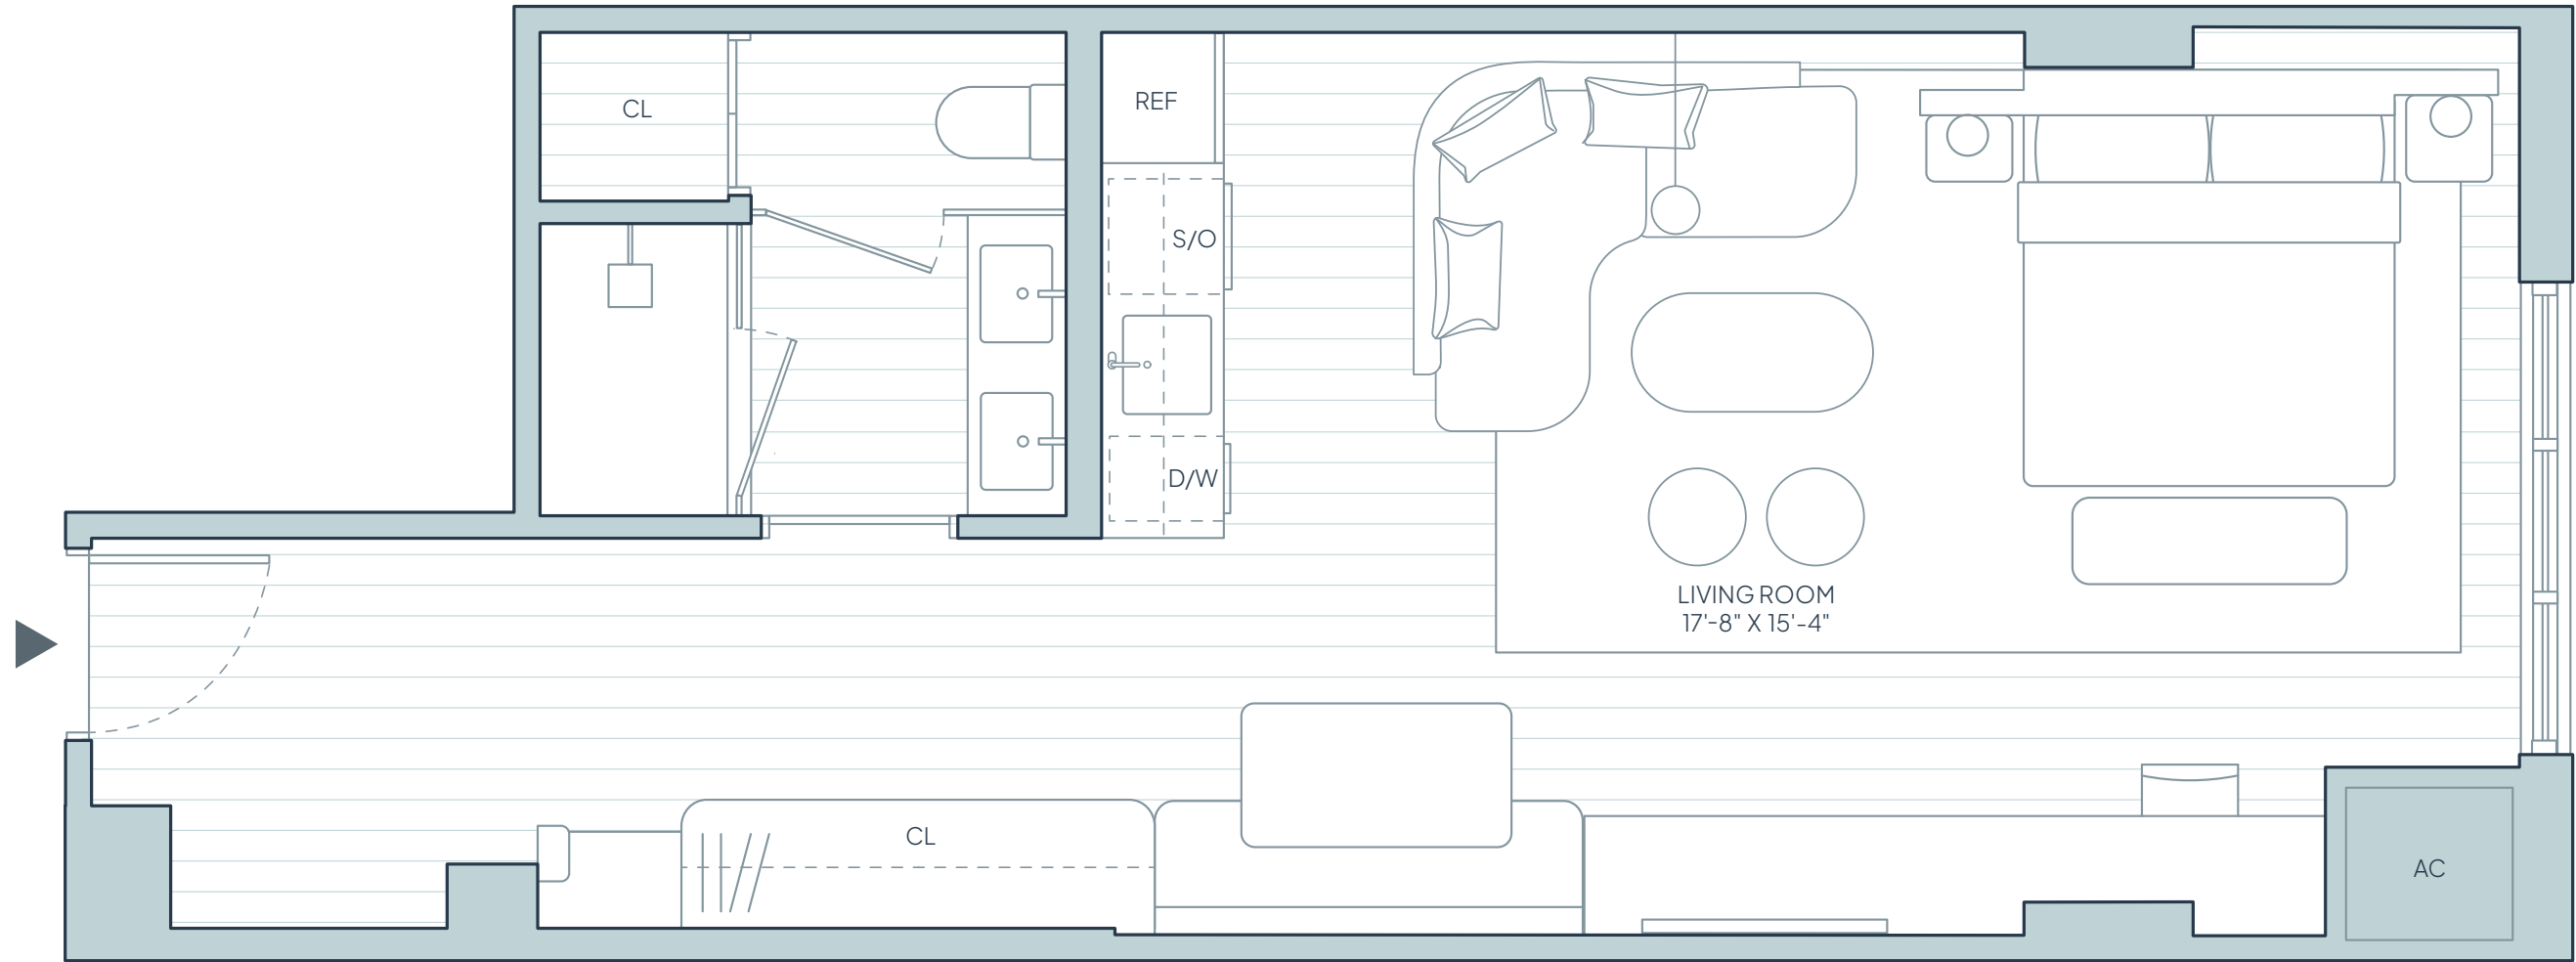 CL
REF
S/O
D/W
LIVING ROOM
17'-8" X 15'-4"
CL
AC